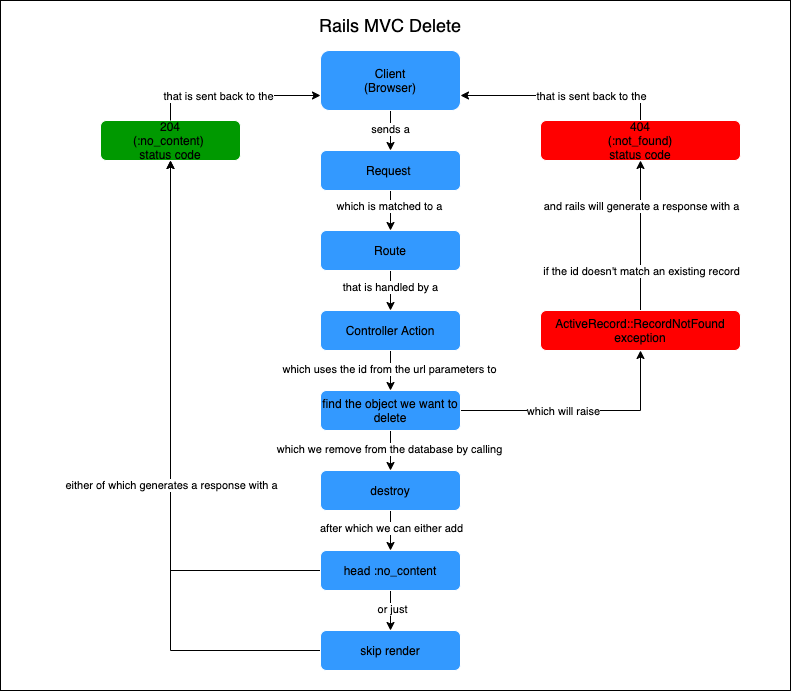 Rails MVC Delete
Client
(Browser)
that is sent back to the
that is sent back to the
204
(:no_content)
status code
404
(:not_found)
status code
sends a
Request
which is matched to a
and rails will generate a response with a
Route
if the id doesn't match an existing record
that is handled by a
Controller Action
ActiveRecord::RecordNotFound
exception
which uses the id from the url parameters to
find the object we want to
delete
which will raise
which we remove from the database by calling
either of which generates a response with a
destroy
after which we can either add
head :no_content
or just
skip render